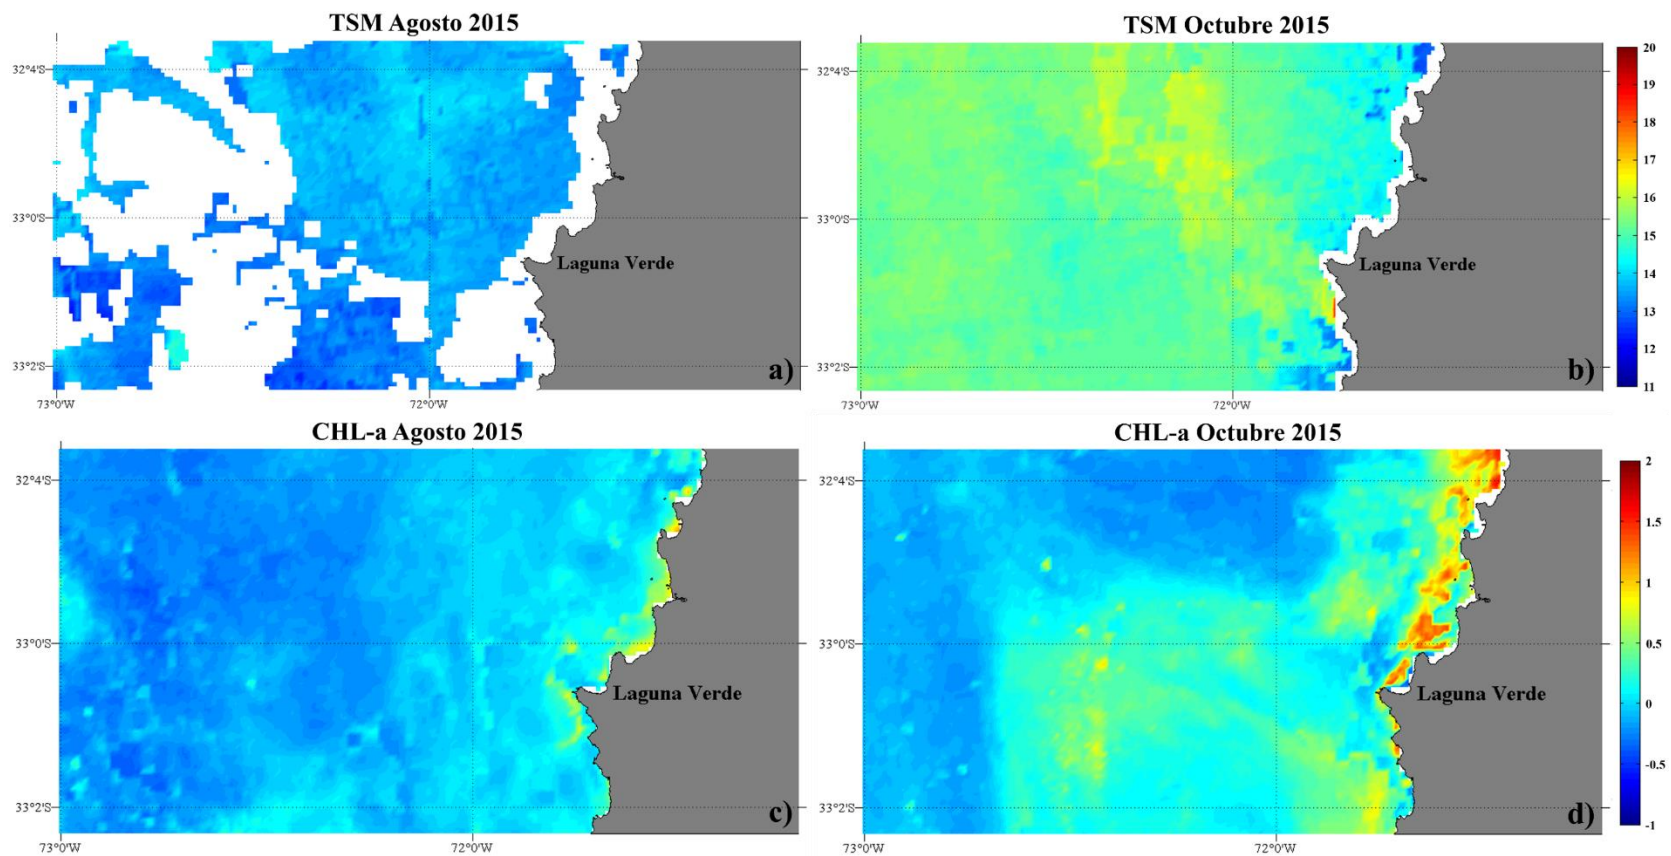 TSM Agosto 2015
32°4'S
33°0'S
33°2'S
73°0'W
72°0'W
Laguna Verde
a)
TSM Octubre 2015
32°4'S
33°0'S
33°2'S
73°0'W
72°0'W
Laguna Verde
b)
20
19
18
17
16
15
14
13
12
11
CHL-a Agosto 2015
32°4'S
33°0'S
33°2'S
73°0'W
72°0'W
Laguna Verde
c)
CHL-a Octubre 2015
32°4'S
33°0'S
33°2'S
73°0'W
72°0'W
Laguna Verde
d)
2
1.5
1
0.5
0
-0.5
-1